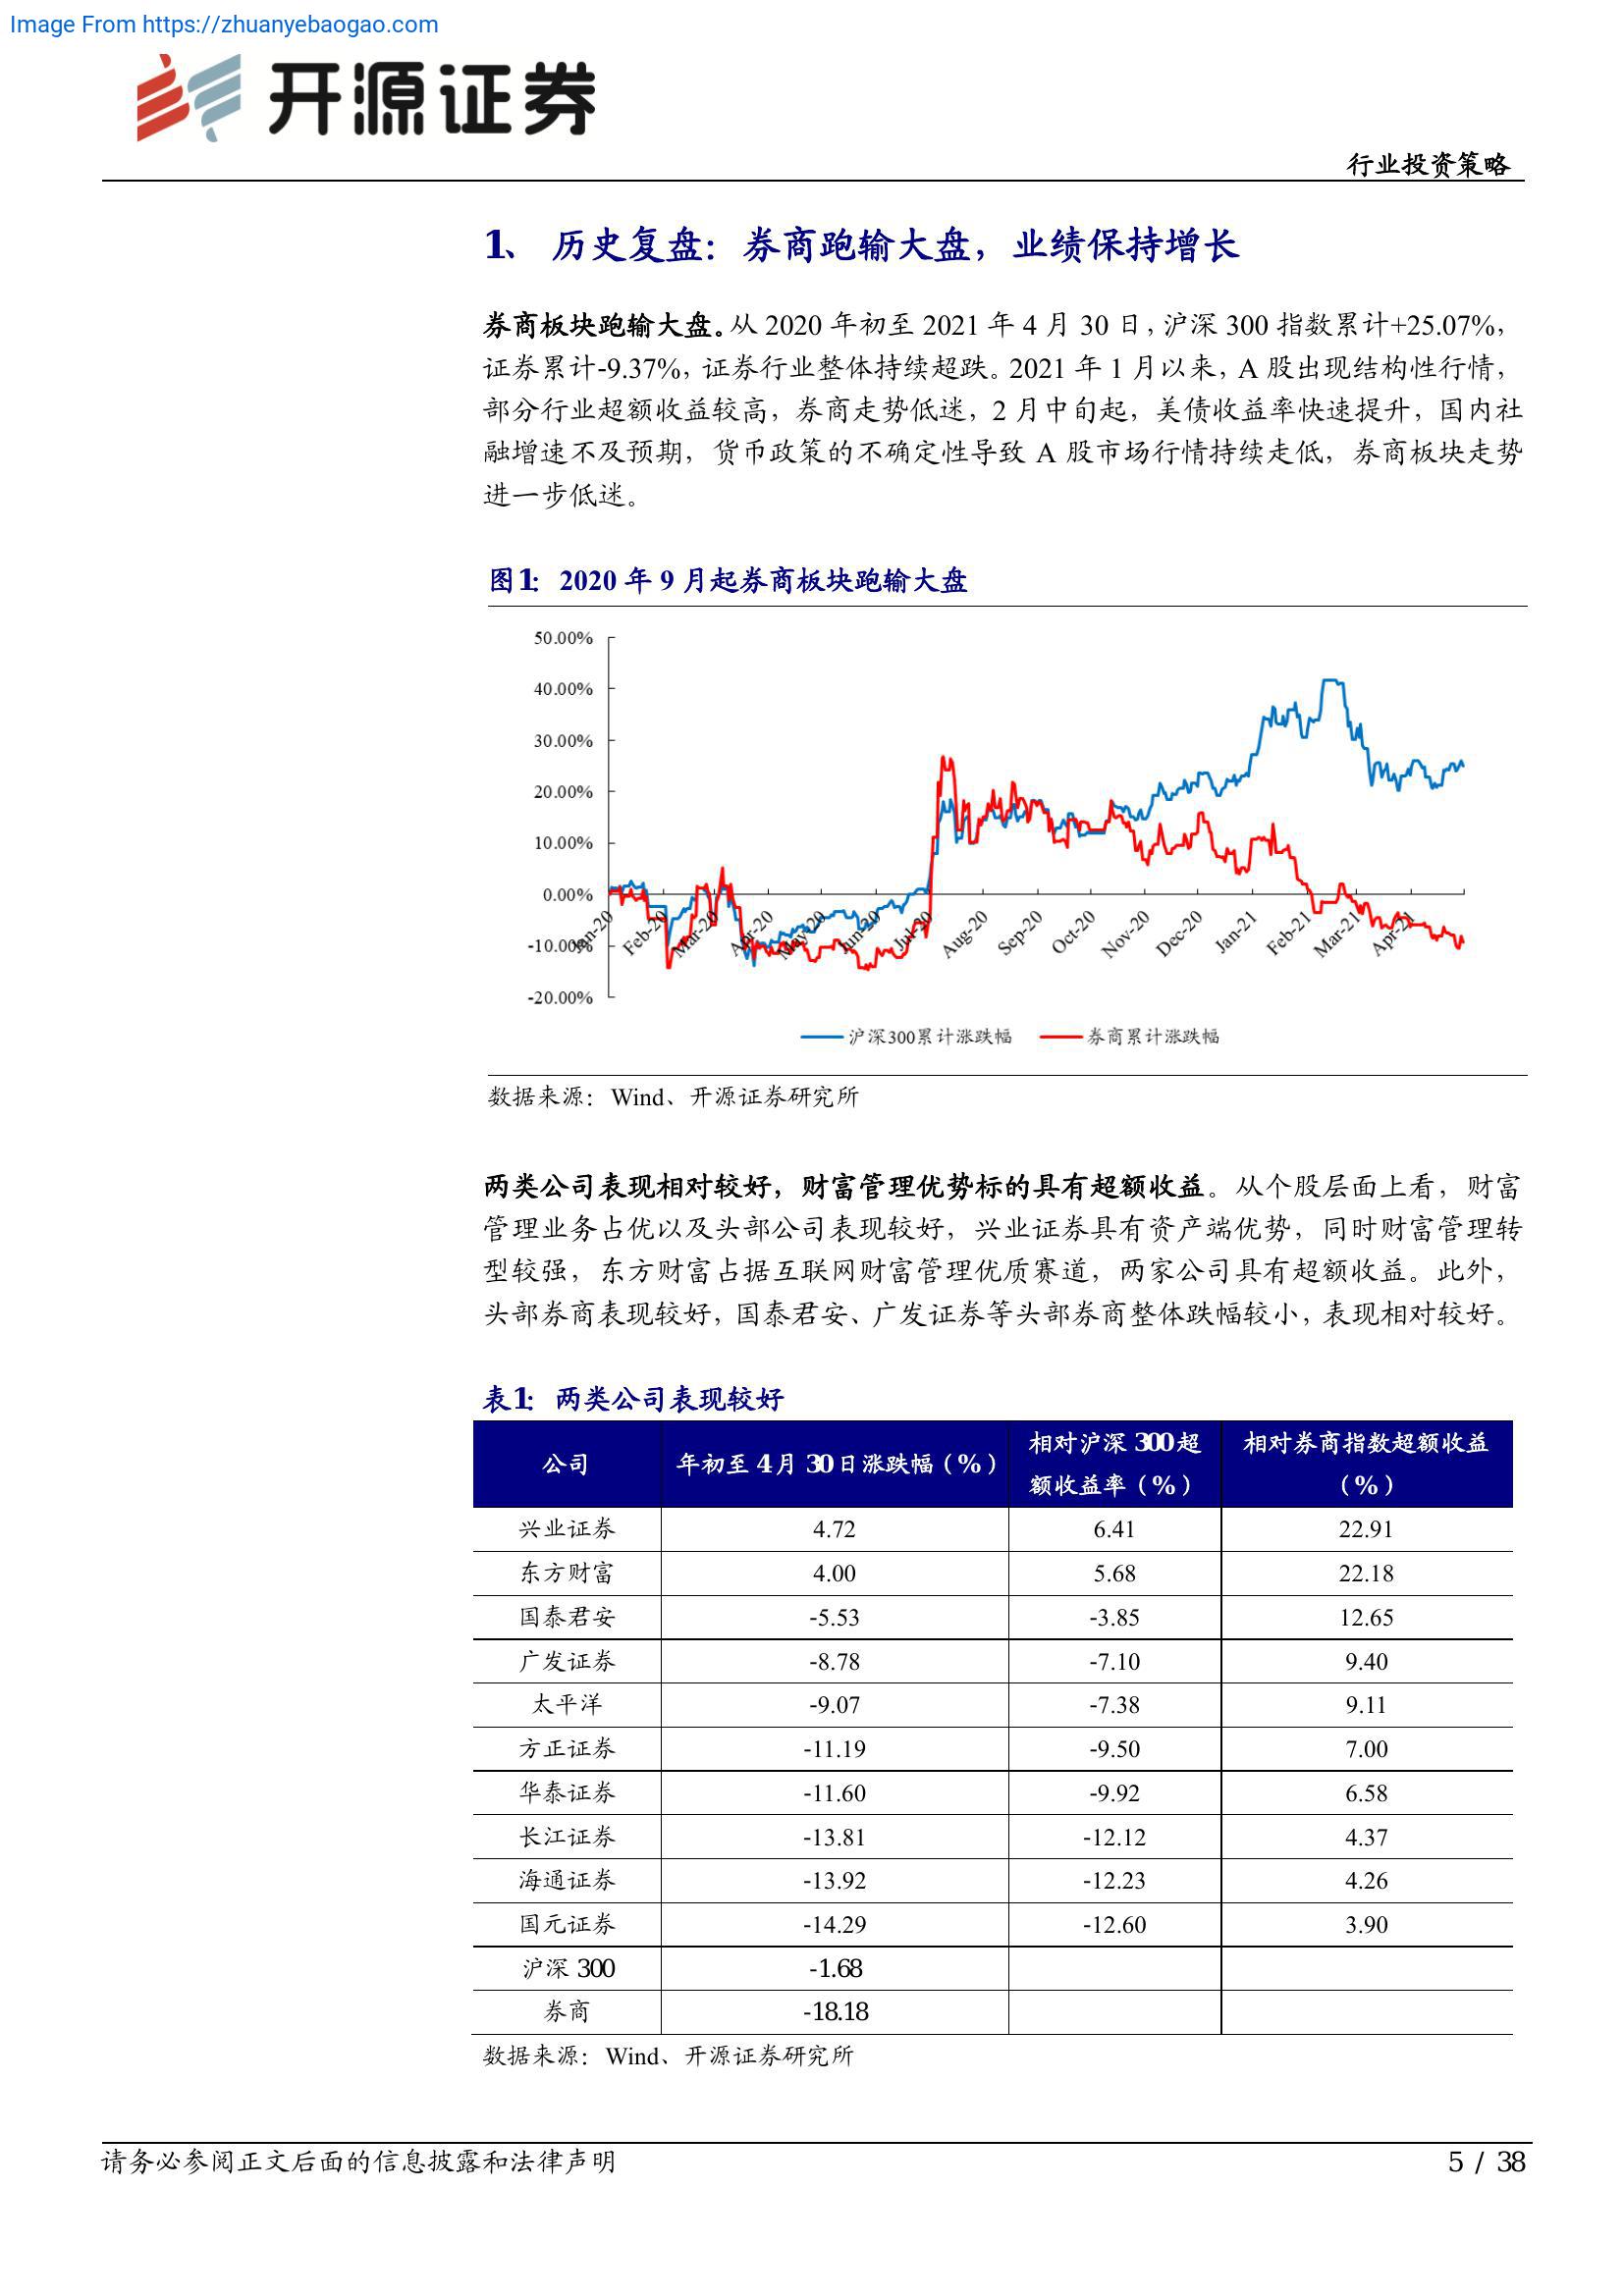 Image From https://zhuanyebaogao.com
开源证券
行业投资策略
1、 历史复盘：券商跑输大盘，业绩保持增长
券商板块跑输大盘。从 2020 年初至 2021 年 4 月 30 日，沪深 300 指数累计+25.07%，
证券累计-9.37%，证券行业整体持续超跌。2021 年 1 月以来，A 股出现结构性行情，
部分行业超额收益较高，券商走势低迷，2 月中旬起，美债收益率快速提升，国内社
融增速不及预期，货币政策的不确定性导致 A 股市场行情持续走低，券商板块走势
进一步低迷。
图1： 2020 年 9 月起券商板块跑输大盘
50.00%
40.00%
30.00%
20.00%
10.00%
0.00%
-10.00%
-20.00%
Jan-20 Feb-20 Mar-20 Apr-20 May-20 Jun-20 Jul-20 Aug-20 Sep-20 Oct-20 Nov-20 Dec-20 Jan-21 Feb-21 Mar-21 Apr-21
沪深300累计涨跌幅 券商累计涨跌幅
数据来源：Wind、开源证券研究所
两类公司表现相对较好，财富管理优势标的具有超额收益。从个股层面上看，财富
管理业务占优以及头部公司表现较好，兴业证券具有资产端优势，同时财富管理转
型较强，东方财富占据互联网财富管理优质赛道，两家公司具有超额收益。此外，
头部券商表现较好，国泰君安、广发证券等头部券商整体跌幅较小，表现相对较好。
表1： 两类公司表现较好
公司 年初至 4 月 30 日涨跌幅（%） 相对沪深 300 超额收益率（%） 相对券商指数超额收益（%）
兴业证券 4.72 6.41 22.91
东方财富 4.00 5.68 22.18
国泰君安 -5.53 -3.85 12.65
广发证券 -8.78 -7.10 9.40
太平洋 -9.07 -7.38 9.11
方正证券 -11.19 -9.50 7.00
华泰证券 -11.60 -9.92 6.58
长江证券 -13.81 -12.12 4.37
海通证券 -13.92 -12.23 4.26
国元证券 -14.29 -12.60 3.90
沪深 300 -1.68
券商 -18.18
数据来源：Wind、开源证券研究所
请务必参阅正文后面的信息披露和法律声明
5 / 38